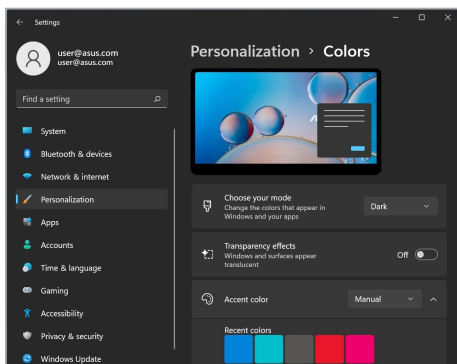 Settings
user@asus.com
user@asus.com
Find a setting
System
Bluetooth & devices
Network & internet
Personalization
Apps
Accounts
Time & language
Gaming
Accessibility
Privacy & security
Windows Update
Personalization > Colors
Choose your mode
Change the colors that appear in
Windows and your apps
Dark
Transparency effects
Windows and surfaces appear
translucent
Off
Accent color
Manual
Recent colors